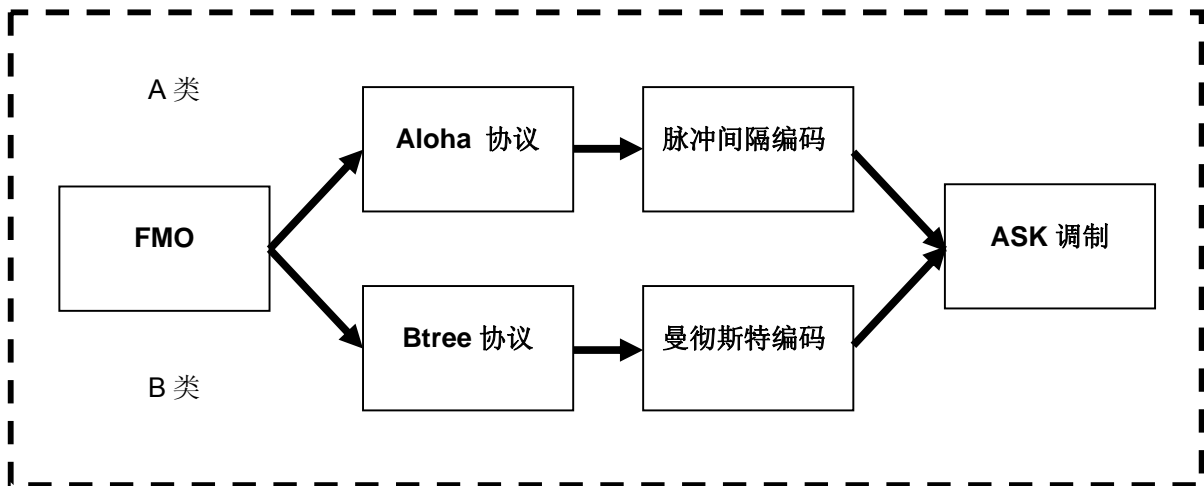 A 类
Aloha 协议
脉冲间隔编码
FMO
ASK 调制
Btree 协议
曼彻斯特编码
B 类